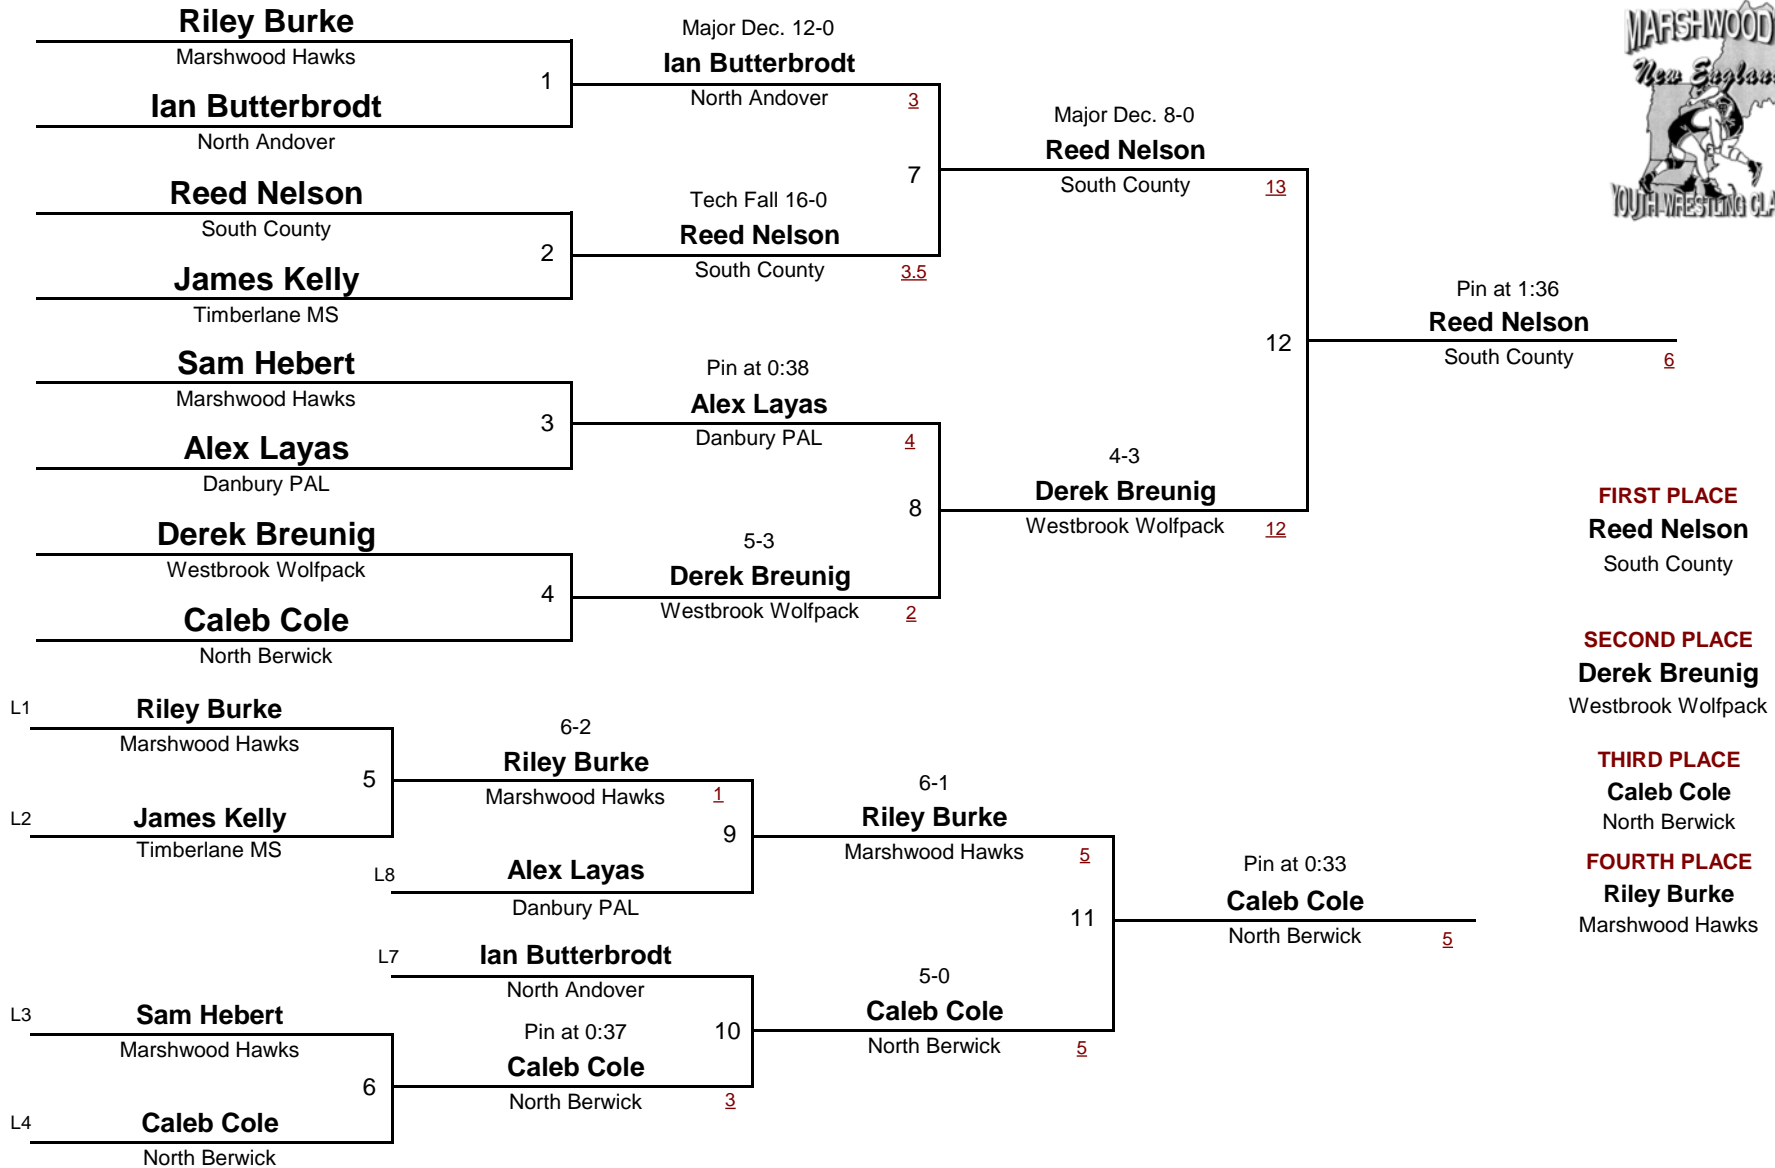 Riley Burke
Marshwood Hawks
1
Ian Butterbrodt
North Andover
Reed Nelson
South County
2
James Kelly
Timberlane MS
Sam Hebert
Marshwood Hawks
3
Alex Layas
Danbury PAL
Derek Breunig
Westbrook Wolfpack
4
Caleb Cole
North Berwick
Major Dec. 12-0
Ian Butterbrodt
North Andover 3
7
Tech Fall 16-0
Reed Nelson
South County 3.5
Pin at 0:38
Alex Layas
Danbury PAL 4
8
5-3
Derek Breunig
Westbrook Wolfpack 2
Major Dec. 8-0
Reed Nelson
South County 13
12
4-3
Derek Breunig
Westbrook Wolfpack 12
Pin at 1:36
Reed Nelson
South County 6
MARSHWOOD
New England
YOUTH WRESTLING CLA
FIRST PLACE
Reed Nelson
South County
SECOND PLACE
Derek Breunig
Westbrook Wolfpack
THIRD PLACE
Caleb Cole
North Berwick
FOURTH PLACE
Riley Burke
Marshwood Hawks
L1 Riley Burke
Marshwood Hawks
5
L2 James Kelly
Timberlane MS
6-2
Riley Burke
Marshwood Hawks 1
9
L8 Alex Layas
Danbury PAL
L7 Ian Butterbrodt
North Andover
10
Pin at 0:37
Caleb Cole
North Berwick 3
L3 Sam Hebert
Marshwood Hawks
6
L4 Caleb Cole
North Berwick
6-1
Riley Burke
Marshwood Hawks 5
11
5-0
Caleb Cole
North Berwick 5
Pin at 0:33
Caleb Cole
North Berwick 5